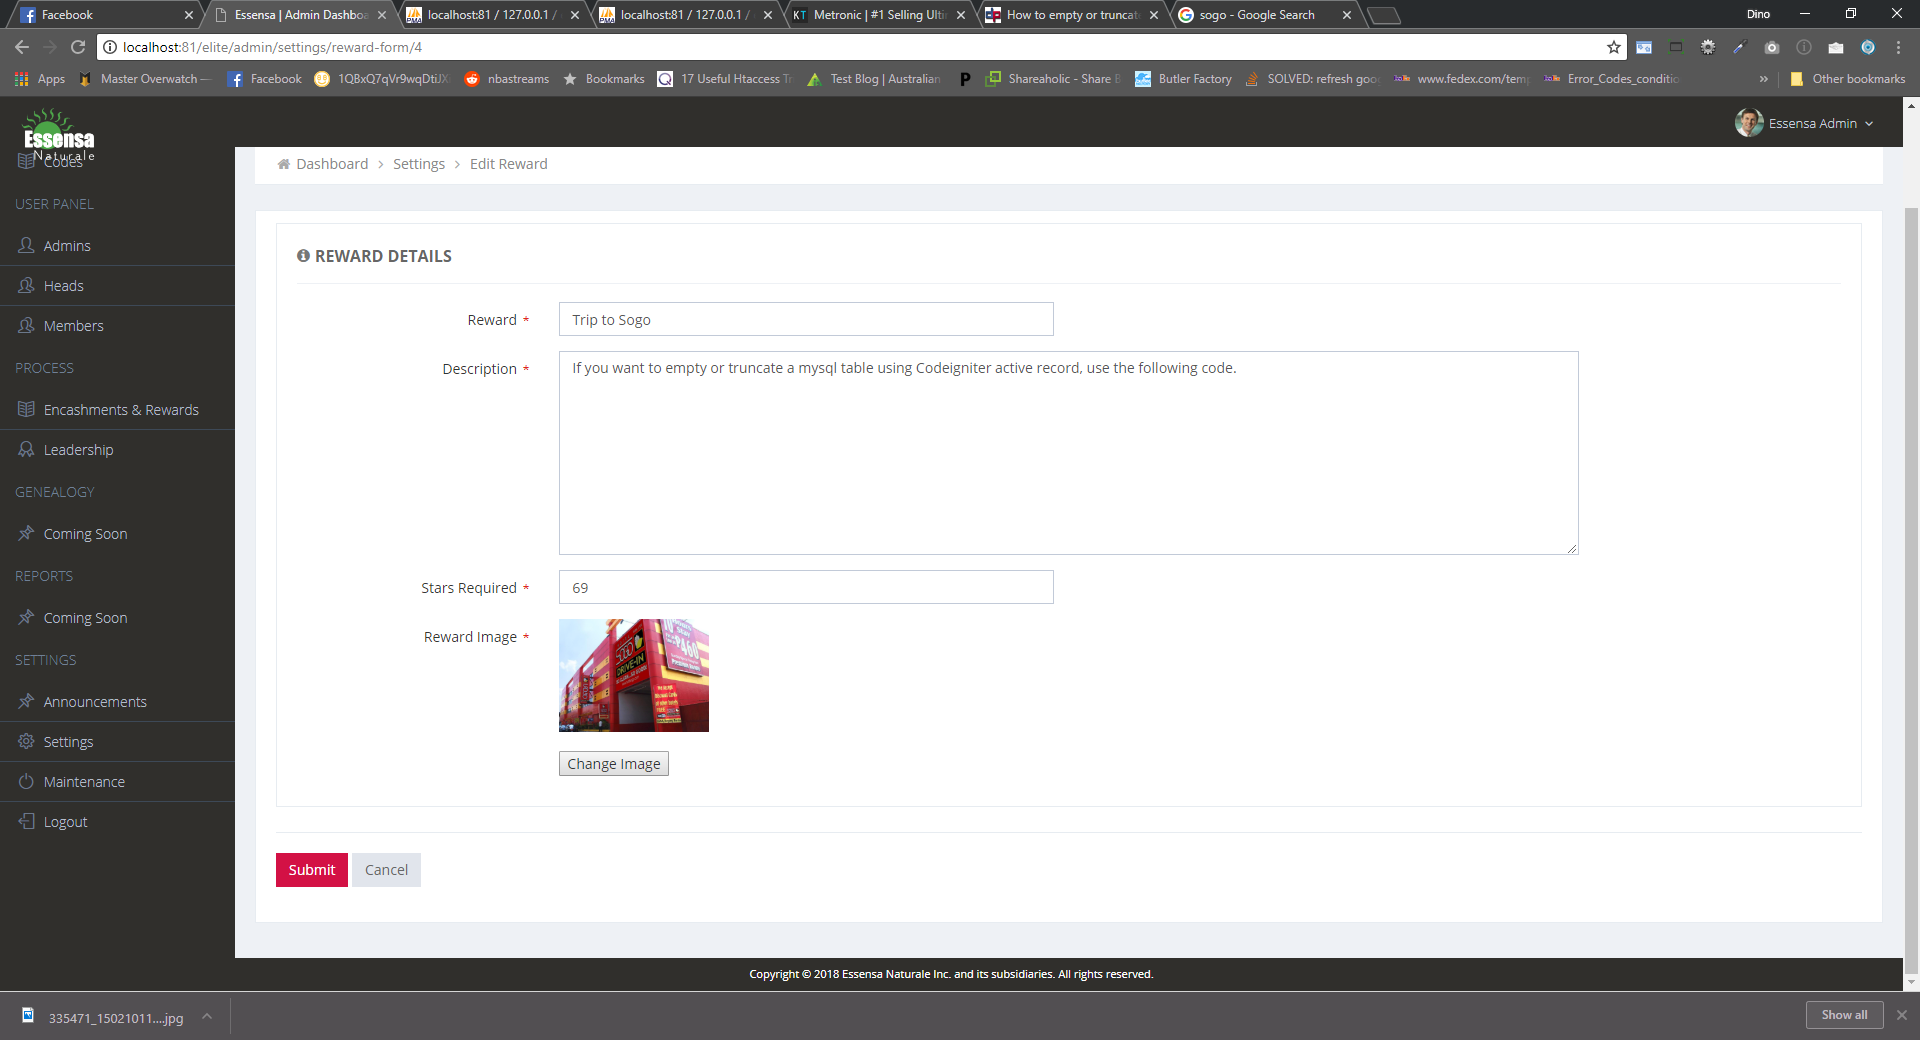 Facebook
Essensa | Admin Dashboa
localhost:81 / 127.0.0.1 /
localhost:81 / 127.0.0.1 /
Metronic | #1 Selling Ulti
How to empty or truncat
sogo - Google Search
Dino
localhost:81/elite/admin/settings/reward-form/4
Apps
Master Overwatch —
Facebook
1QBxQ7qVr9wqDtiJX
nbastreams
Bookmarks
17 Useful Htaccess Tr
Test Blog | Australian
Shareaholic - Share B
Butler Factory
SOLVED: refresh goo
www.fedex.com/temp
Error_Codes_conditio
»
Other bookmarks
Essensa
Naturale
Essensa Admin
Codes
Dashboard > Settings > Edit Reward
USER PANEL
Admins
Heads
Members
PROCESS
Encashments & Rewards
Leadership
GENEALOGY
Coming Soon
REPORTS
Coming Soon
SETTINGS
Announcements
Settings
Maintenance
Logout
REWARD DETAILS
Reward *
Trip to Sogo
Description *
If you want to empty or truncate a mysql table using Codeigniter active record, use the following code.
Stars Required *
69
Reward Image *
SOGO
DRIVE-IN
P460
Change Image
Submit
Cancel
Copyright © 2018 Essensa Naturale Inc. and its subsidiaries. All rights reserved.
335471_15021011....jpg
Show all